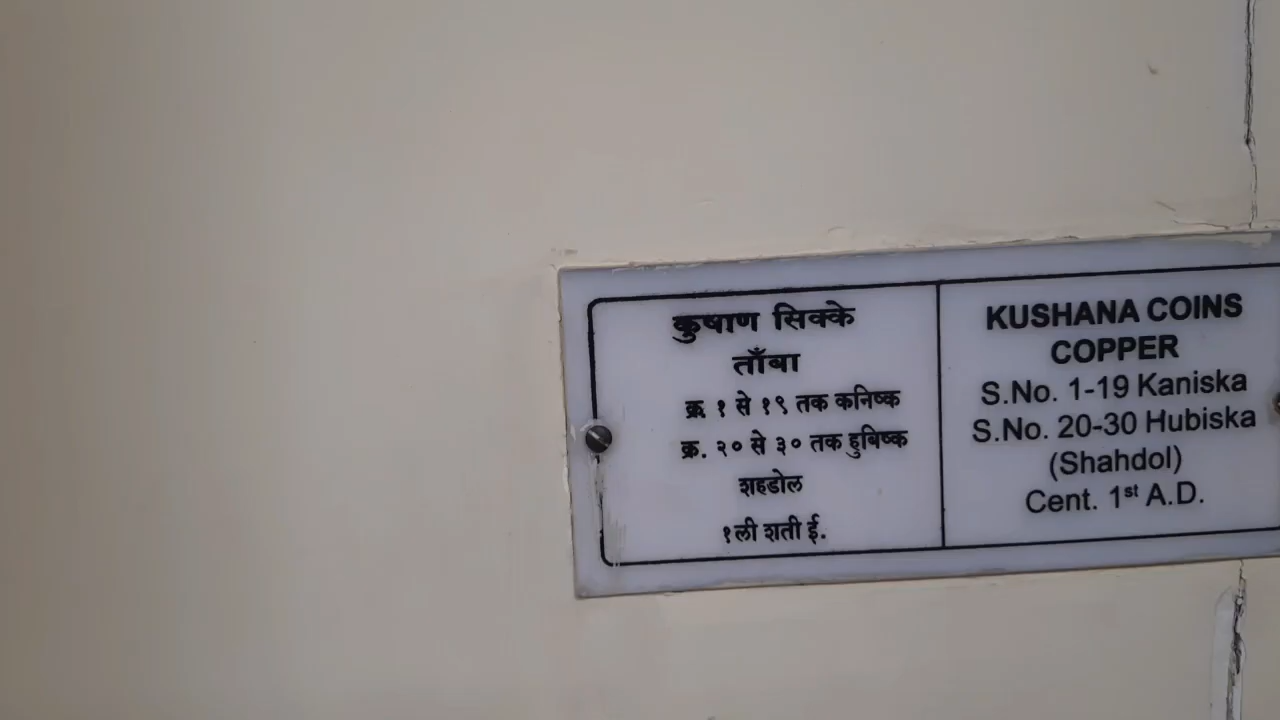 कुषाण सिक्के
ताँबा
क्र. १ से १९ तक कनिष्क
क्र. २० से ३० तक हुबिष्क
शहडोल
१ली शती ई.
KUSHANA COINS
COPPER
S.No. 1-19 Kaniska
S.No. 20-30 Hubiska
(Shahdol)
Cent. 1st A.D.